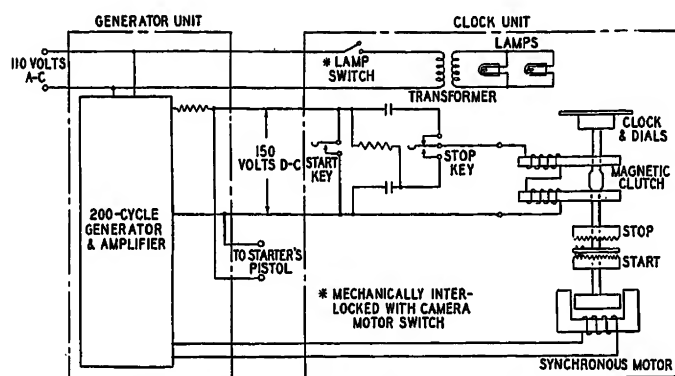 GENERATOR UNIT
CLOCK UNIT
110 VOLTS
A-C
* LAMP
SWITCH
TRANSFORMER
LAMPS
CLOCK
& DIALS
150
VOLTS D-C
START
KEY
STOP
KEY
MAGNETIC
CLUTCH
200-CYCLE
GENERATOR
& AMPLIFIER
TO STARTER'S
PISTOL
STOP
START
* MECHANICALLY INTER-
LOCKED WITH CAMERA
MOTOR SWITCH
SYNCHRONOUS MOTOR